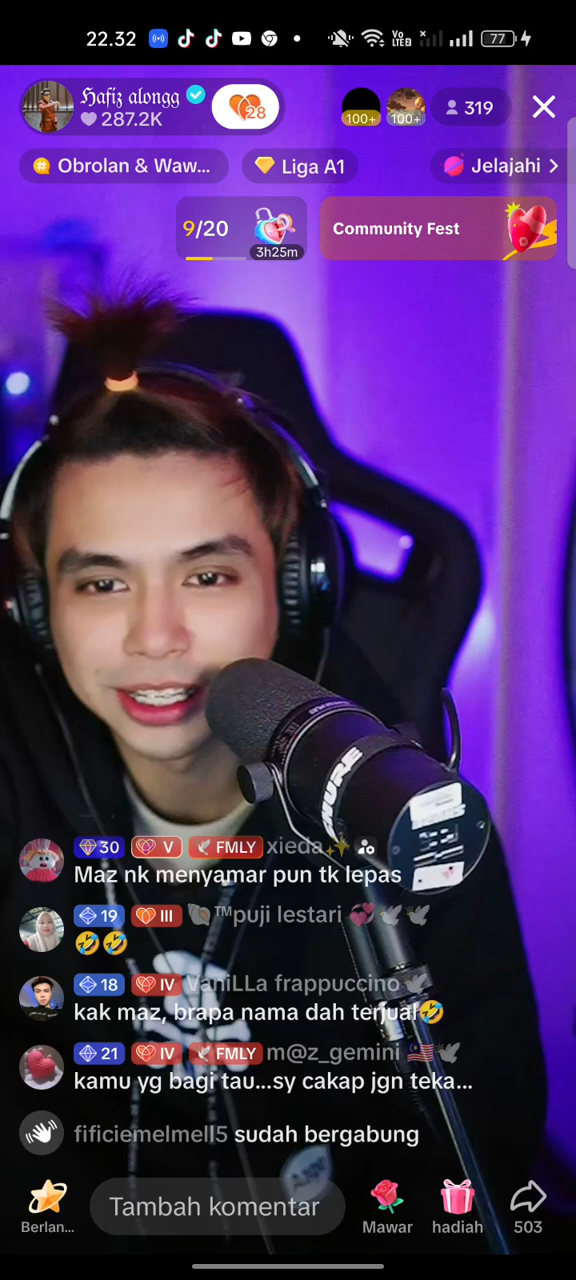 22.32
Vo
LTE2
77
Hafiz alongg
287.2K
28
100+
100+
319
Obrolan & Waw...
Liga A1
Jelajahi
9/20
3h25m
Community Fest
SHURE
30 V FMLY xieda✨
Maz nk menyamar pun tk lepas
19 III ™puji lestari 💞🕊🕊
🤣🤣
18 IV VaniLLa frappuccino🕊
kak maz, brapa nama dah terjual🤣
21 IV FMLY m@z_gemini 🇲🇾🕊
kamu yg bagi tau...sy cakap jgn teka...
fificiemelmell5 sudah bergabung
Berlan...
Tambah komentar
Mawar
hadiah
503